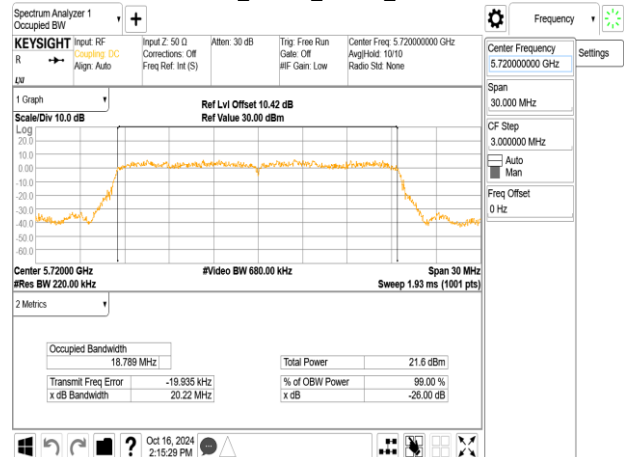 Spectrum Analyzer 1
Occupied BW
Frequency
KEYSIGHT
R
LXI
Input: RF
Coupling: DC
Align: Auto
Input Z: 50 Ω
Corrections: Off
Freq Ref: Int (S)
Atten: 30 dB
Trig: Free Run
Gate: Off
#IF Gain: Low
Center Freq: 5.720000000 GHz
Avg|Hold: 10/10
Radio Std: None
Center Frequency
5.720000000 GHz
Settings
Span
30.000 MHz
CF Step
3.000000 MHz
Auto
Man
Freq Offset
0 Hz
1 Graph
Scale/Div 10.0 dB
Ref Lvl Offset 10.42 dB
Ref Value 30.00 dBm
Log
20.0
10.0
0.00
-10.0
-20.0
-30.0
-40.0
-50.0
-60.0
Center 5.72000 GHz
#Video BW 680.00 kHz
Span 30 MHz
#Res BW 220.00 kHz
Sweep 1.93 ms (1001 pts)
2 Metrics
Occupied Bandwidth
18.789 MHz
Total Power 21.6 dBm
Transmit Freq Error -19.935 kHz
% of OBW Power 99.00 %
x dB Bandwidth 20.22 MHz
x dB -26.00 dB
?
Oct 16, 2024
2:15:29 PM